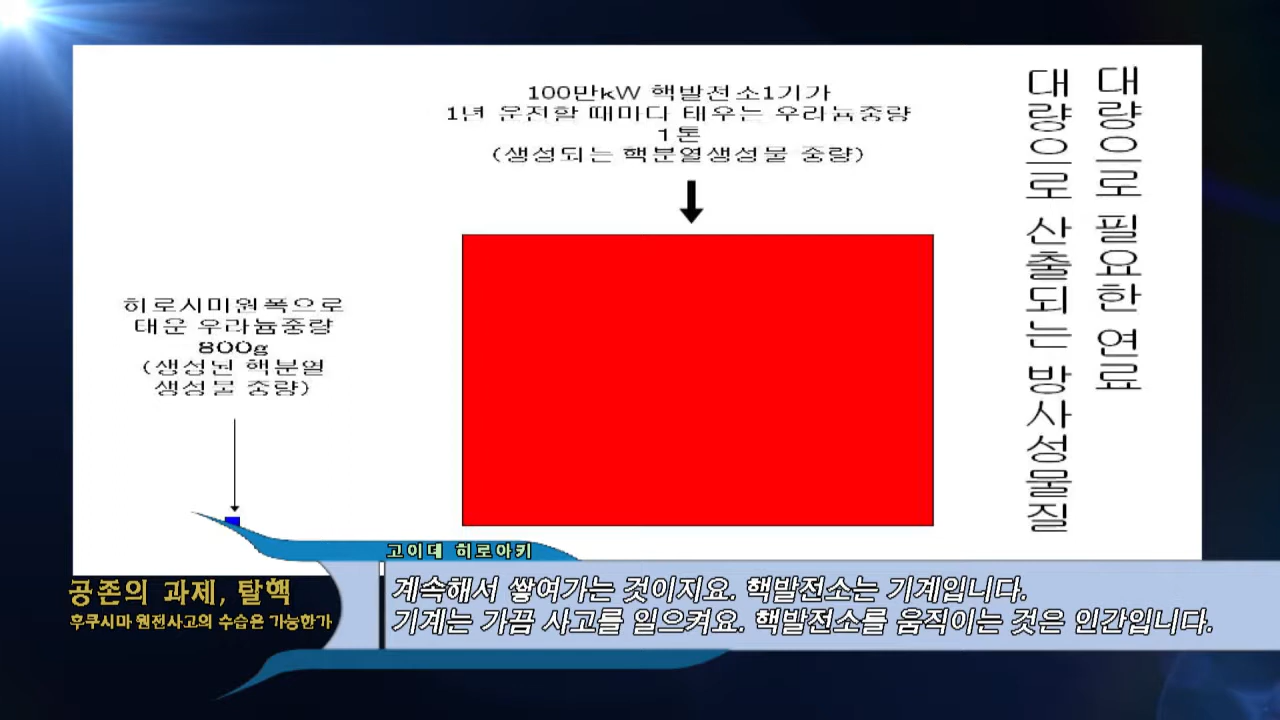 대량으로 필요한 연료
대량으로 산출되는 방사성물질
100만kW 핵발전소1기가
1년 운전할 때마다 태우는 우라늄중량
1톤
(생성되는 핵분열생성물 중량)
히로시마원폭으로
태운 우라늄중량
800g
(생성된 핵분열
생성물 중량)
고이데 히로아키
계속해서 쌓여가는 것이지요. 핵발전소는 기계입니다.
기계는 가끔 사고를 일으켜요. 핵발전소를 움직이는 것은 인간입니다.
공존의 과제, 탈핵
후쿠시마 원전사고의 수습은 가능한가